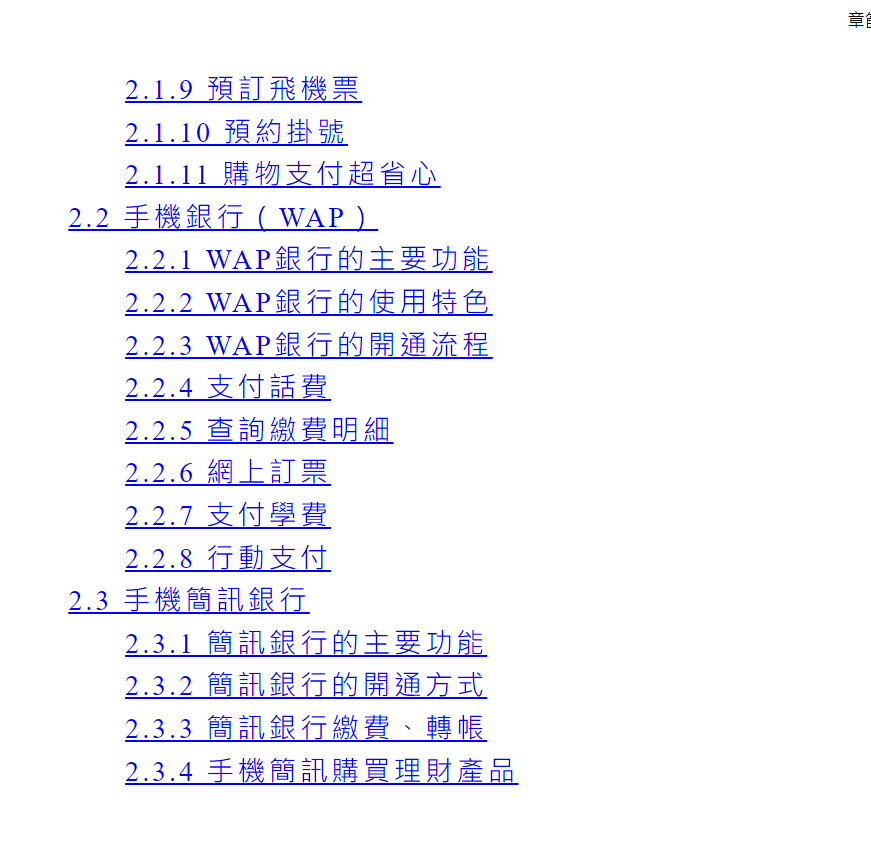 章
2.1.9 預訂飛機票
2.1.10 預約掛號
2.1.11 購物支付超省心
2.2 手機銀行（WAP）
2.2.1 WAP銀行的主要功能
2.2.2 WAP銀行的使用特色
2.2.3 WAP銀行的開通流程
2.2.4 支付話費
2.2.5 查詢繳費明細
2.2.6 網上訂票
2.2.7 支付學費
2.2.8 行動支付
2.3 手機簡訊銀行
2.3.1 簡訊銀行的主要功能
2.3.2 簡訊銀行的開通方式
2.3.3 簡訊銀行繳費、轉帳
2.3.4 手機簡訊購買理財產品